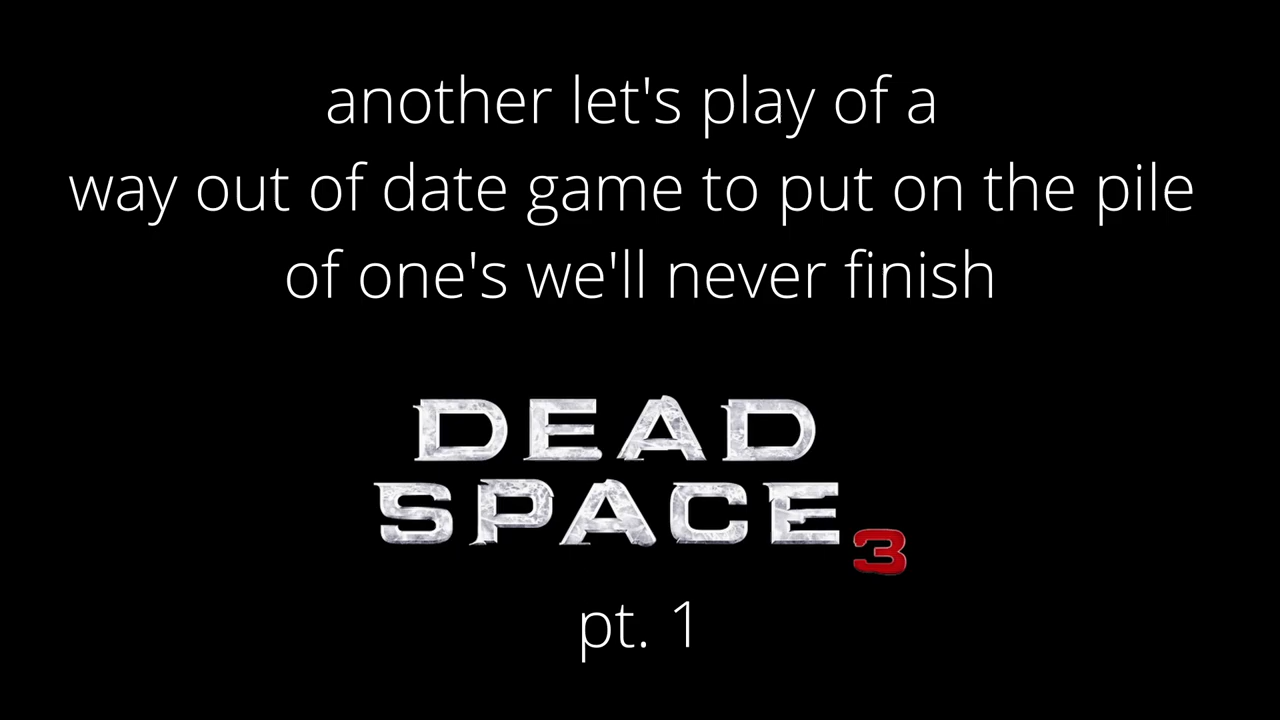 another let's play of a
way out of date game to put on the pile
of one's we'll never finish
DEAD
SPACE 3
pt. 1